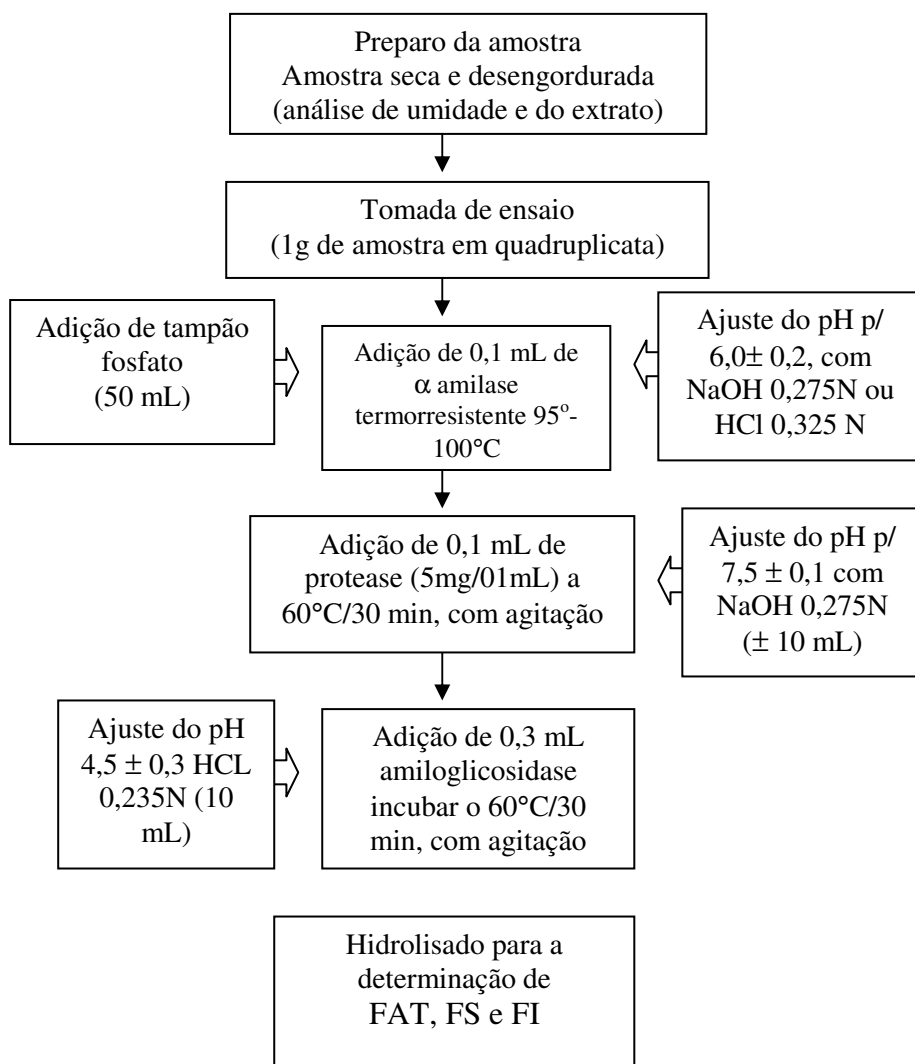 Preparo da amostra
Amostra seca e desengordurada
(análise de umidade e do extrato)
Tomada de ensaio
(1g de amostra em quadruplicata)
Adição de tampão
fosfato
(50 mL)
Adição de 0,1 mL de
α amilase
termorresistente 95º-
100°C
Ajuste do pH p/
6,0± 0,2, com
NaOH 0,275N ou
HCl 0,325 N
Adição de 0,1 mL de
protease (5mg/01mL) a
60°C/30 min, com agitação
Ajuste do pH p/
7,5 ± 0,1 com
NaOH 0,275N
(± 10 mL)
Ajuste do pH
4,5 ± 0,3 HCL
0,235N (10
mL)
Adição de 0,3 mL
amiloglicosidase
incubar o 60°C/30
min, com agitação
Hidrolisado para a
determinação de
FAT, FS e FI